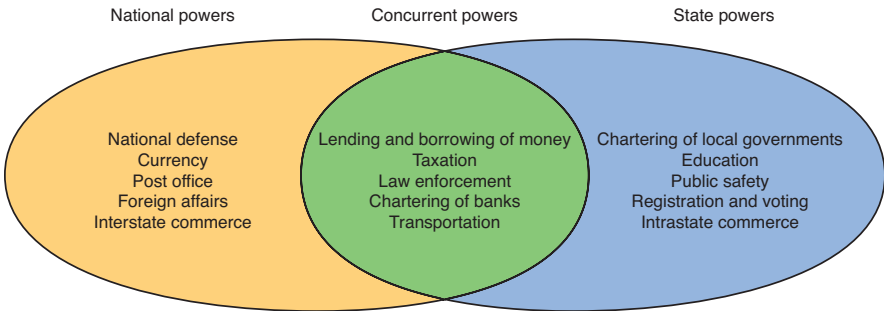 National powers
Concurrent powers
State powers
National defense
Currency
Post office
Foreign affairs
Interstate commerce
Lending and borrowing of money
Taxation
Law enforcement
Chartering of banks
Transportation
Chartering of local governments
Education
Public safety
Registration and voting
Intrastate commerce